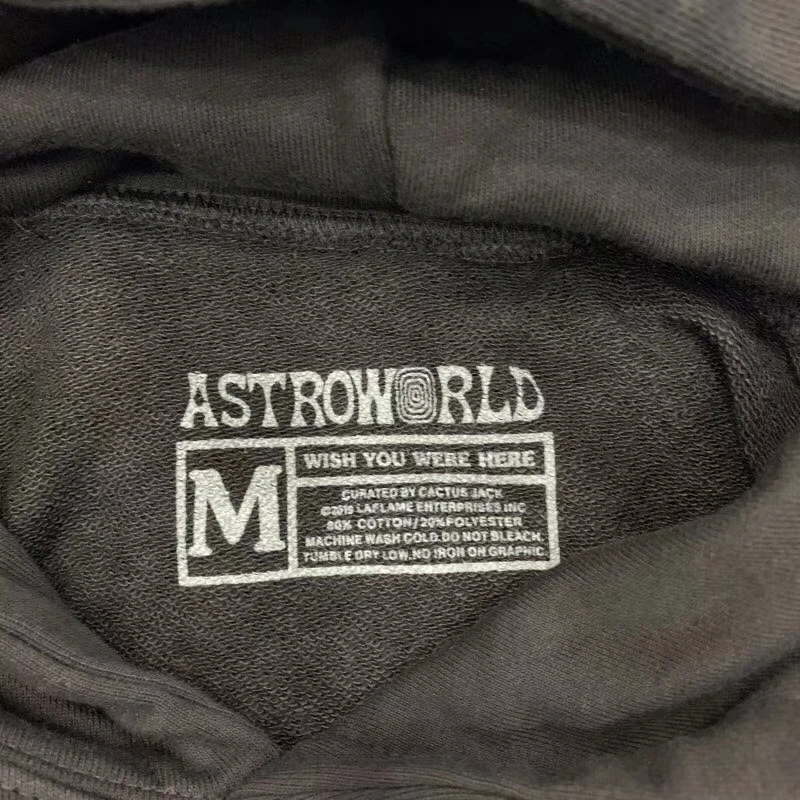 ASTROWORLD
M
WISH YOU WERE HERE
CURATED BY CACTUS JACK
©2019 LAFLAME ENTERPRISES INC
80% COTTON/20%POLYESTER
MACHINE WASH COLD.DO NOT BLEACH.
TUMBLE DRY LOW.NO IRON ON GRAPHIC.